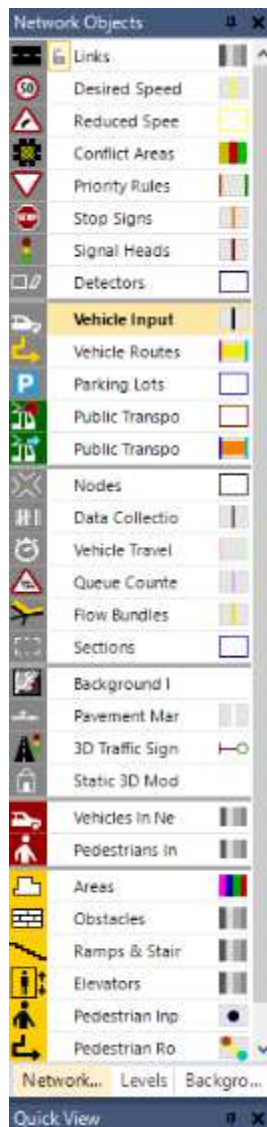 Network Objects
Links
50
Desired Speed
Reduced Spee
Conflict Areas
Priority Rules
STOP
Stop Signs
Signal Heads
Detectors
Vehicle Input
Vehicle Routes
P
Parking Lots
Public Transpo
Public Transpo
Nodes
Data Collectio
Vehicle Travel
Queue Counte
Flow Bundles
Sections
Background I
Pavement Mar
3D Traffic Sign
Static 3D Mod
Vehicles In Ne
Pedestrians In
Areas
Obstacles
Ramps & Stair
Elevators
Pedestrian Inp
Pedestrian Ro
Network... Levels Backgro...
Quick View